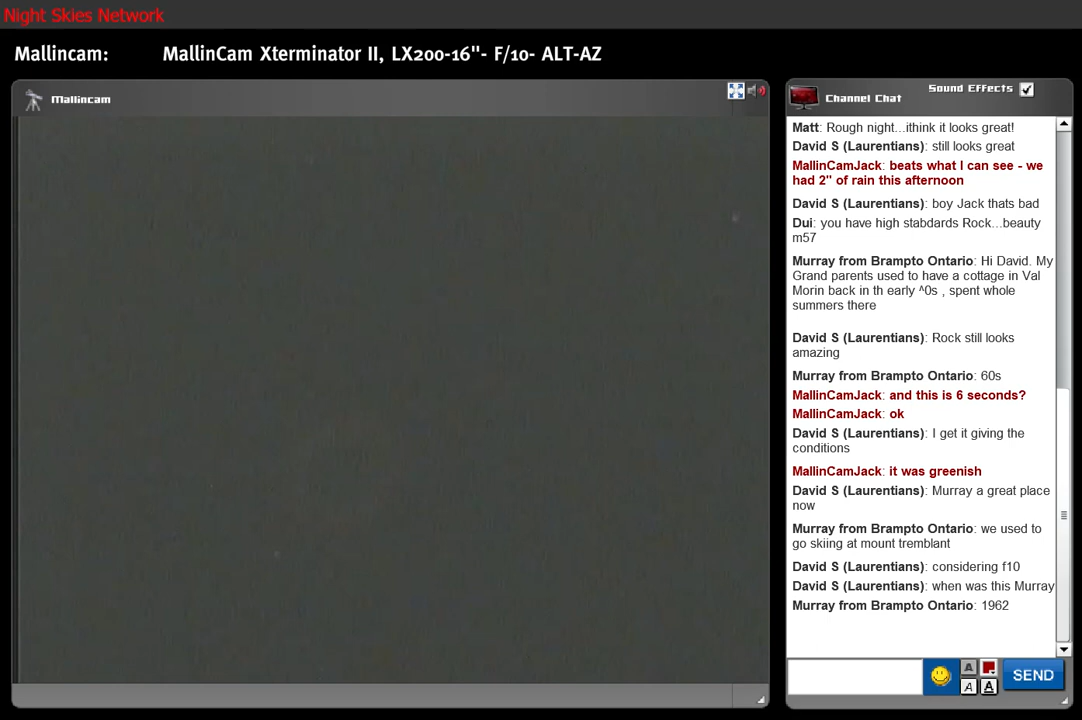 Night Skies Network
Mallincam: MallinCam Xterminator II, LX200-16"- F/10- ALT-AZ
Mallincam
Channel Chat
Sound Effects
Matt: Rough night...ithink it looks great!
David S (Laurentians): still looks great
MallinCamJack: beats what I can see - we
had 2" of rain this afternoon
David S (Laurentians): boy Jack thats bad
Dui: you have high stabdards Rock...beauty
m57
Murray from Brampto Ontario: Hi David. My
Grand parents used to have a cottage in Val
Morin back in th early ^0s , spent whole
summers there
David S (Laurentians): Rock still looks
amazing
Murray from Brampto Ontario: 60s
MallinCamJack: and this is 6 seconds?
MallinCamJack: ok
David S (Laurentians): I get it giving the
conditions
MallinCamJack: it was greenish
David S (Laurentians): Murray a great place
now
Murray from Brampto Ontario: we used to
go skiing at mount tremblant
David S (Laurentians): considering f10
David S (Laurentians): when was this Murray
Murray from Brampto Ontario: 1962
A
A A
SEND